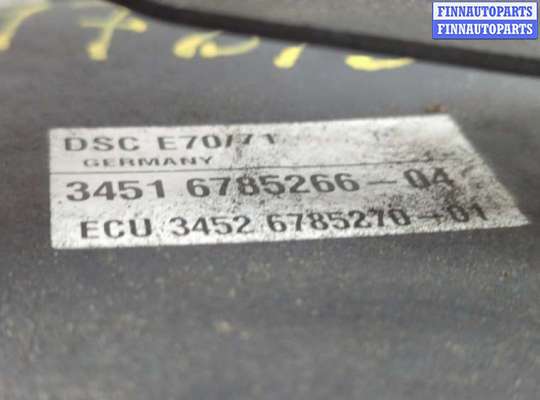 FINNAUTOPARTS
FINNAUTOPARTS
DSC E70/71
GERMANY
3451 6785266-04
ECU 3452 6785270-01